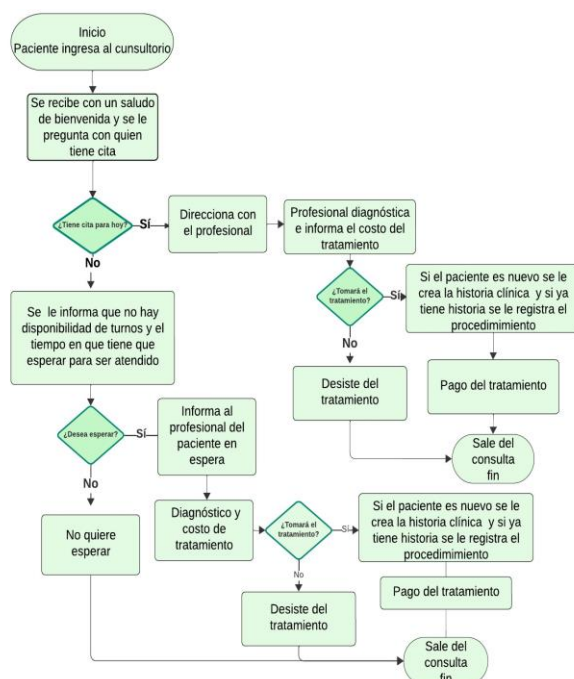 Inicio
Paciente ingresa al cunsultorio
Se recibe con un saludo
de bienvenida y se le
pregunta con quien
tiene cita
¿Tiene cita para hoy?
Sí
Direcciona con
el profesional
Profesional diagnóstica
e informa el costo del
tratamiento
No
¿Tomará el
tratamiento?
Sí
Si el paciente es nuevo se le
crea la historia clínica y si ya
tiene historia se le registra el
procedimimiento
No
Se le informa que no hay
disponibilidad de turnos y el
tiempo en que tiene que
esperar para ser atendido
Desiste del
tratamiento
Pago del tratamiento
Sale del
consulta
fin
¿Desea esperar?
Sí
Informa al
profesional del
paciente en
espera
No
Diagnóstico y
costo de
tratamiento
¿Tomará el
tratamiento?
Sí
Si el paciente es nuevo se le
crea la historia clínica y si ya
tiene historia se le registra el
procedimimiento
No quiere
esperar
No
Desiste del
tratamiento
Pago del tratamiento
Sale del
consulta
fin